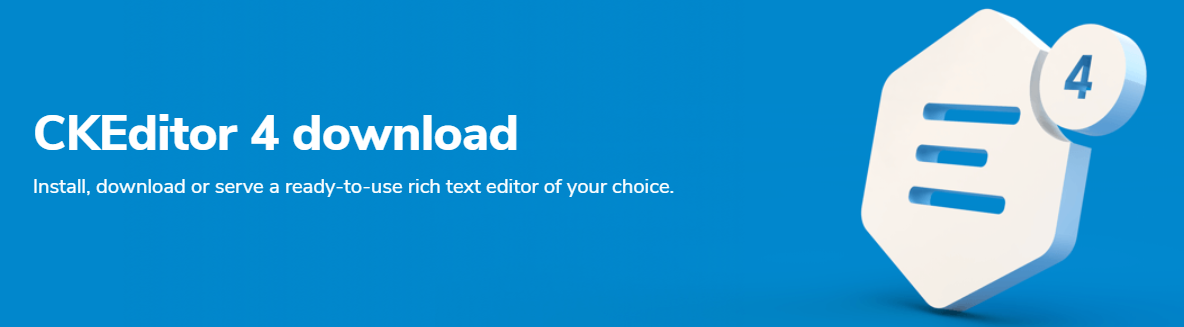 CKEditor 4 download
Install, download or serve a ready-to-use rich text editor of your choice.
4